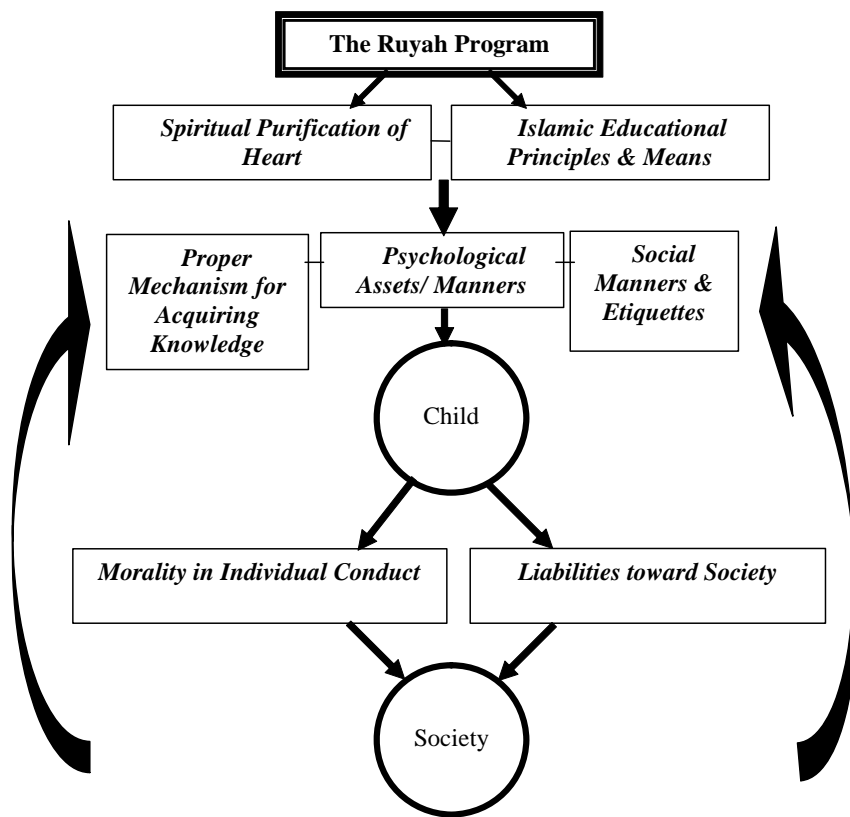 The Ruyah Program
Spiritual Purification of
Heart
Islamic Educational
Principles & Means
Proper
Mechanism for
Acquiring
Knowledge
Psychological
Assets/ Manners
Social
Manners &
Etiquettes
Child
Morality in Individual Conduct
Liabilities toward Society
Society